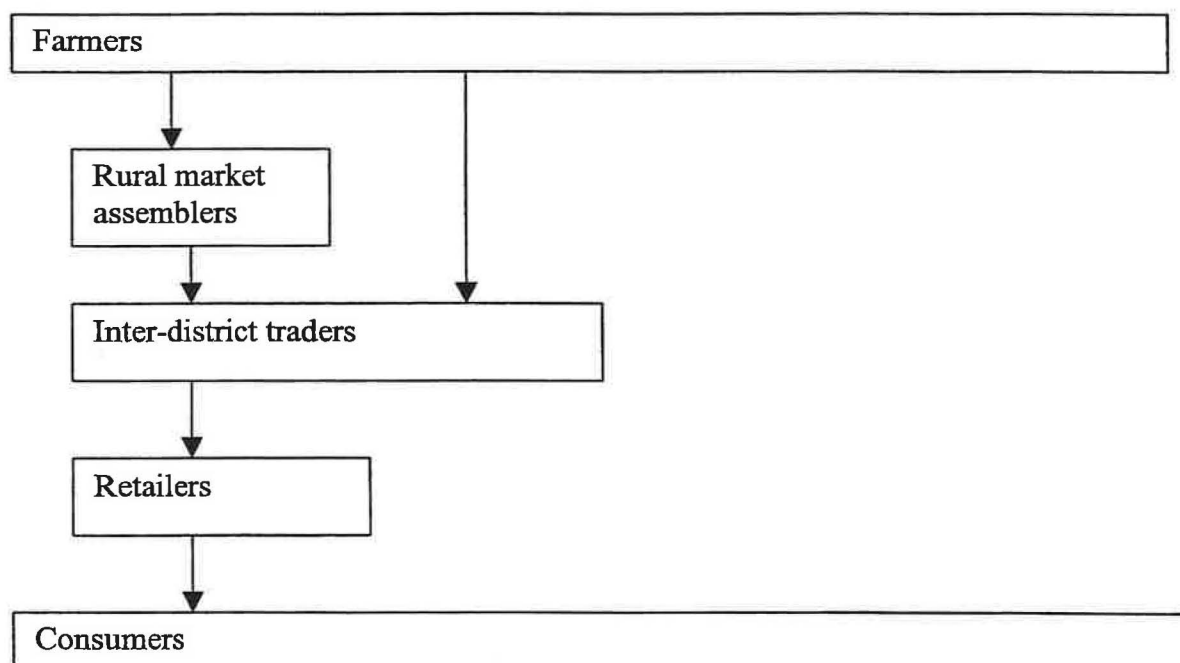 Farmers
Rural market
assemblers
Inter-district traders
Retailers
Consumers